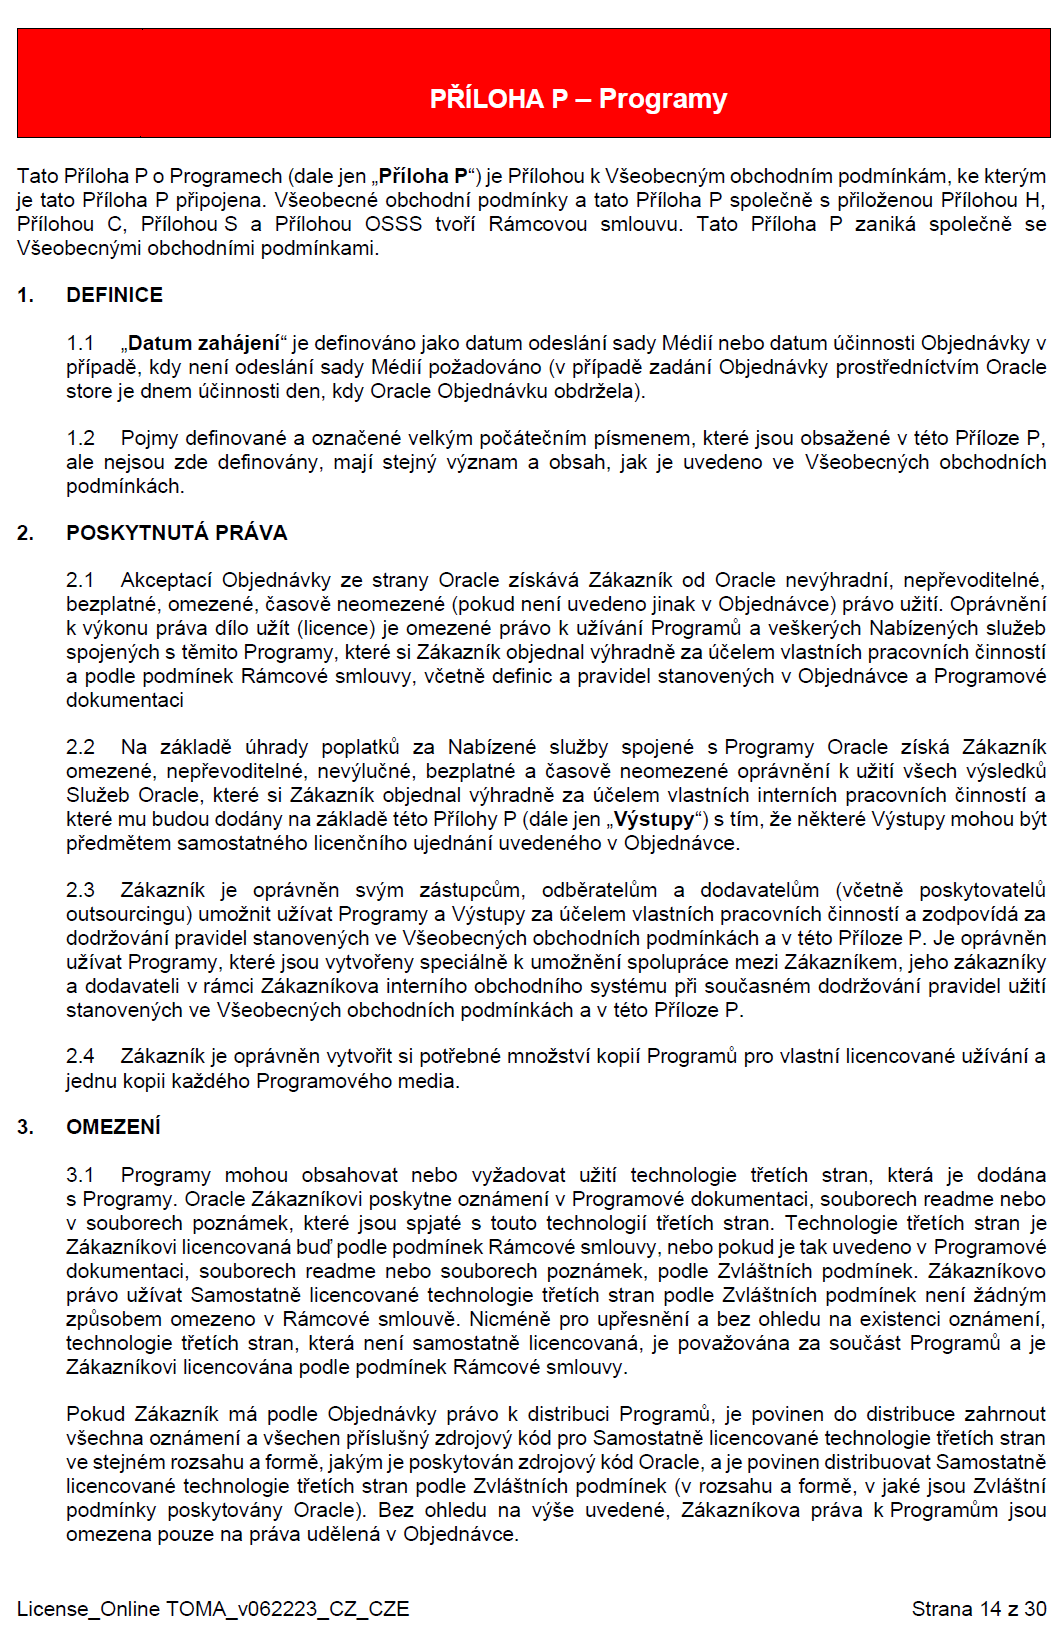 PŘÍLOHA P – Programy
Tato Příloha P o Programech (dale jen „Příloha P“) je Přílohou k Všeobecným obchodním podmínkám, ke kterým
je tato Příloha P připojena. Všeobecné obchodní podmínky a tato Příloha P společně s přiloženou Přílohou H,
Přílohou C, Přílohou S a Přílohou OSSS tvoří Rámcovou smlouvu. Tato Příloha P zaniká společně se
Všeobecnými obchodními podmínkami.
1. DEFINICE
1.1 „Datum zahájení“ je definováno jako datum odeslání sady Médií nebo datum účinnosti Objednávky v
případě, kdy není odeslání sady Médií požadováno (v případě zadání Objednávky prostřednictvím Oracle
store je dnem účinnosti den, kdy Oracle Objednávku obdržela).
1.2 Pojmy definované a označené velkým počátečním písmenem, které jsou obsažené v této Příloze P,
ale nejsou zde definovány, mají stejný význam a obsah, jak je uvedeno ve Všeobecných obchodních
podmínkách.
2. POSKYTNUTÁ PRÁVA
2.1 Akceptací Objednávky ze strany Oracle získává Zákazník od Oracle nevýhradní, nepřevoditelné,
bezplatné, omezené, časově neomezené (pokud není uvedeno jinak v Objednávce) právo užití. Oprávnění
k výkonu práva dílo užít (licence) je omezené právo k užívání Programů a veškerých Nabízených služeb
spojených s těmito Programy, které si Zákazník objednal výhradně za účelem vlastních pracovních činností
a podle podmínek Rámcové smlouvy, včetně definic a pravidel stanovených v Objednávce a Programové
dokumentaci
2.2 Na základě úhrady poplatků za Nabízené služby spojené s Programy Oracle získá Zákazník
omezené, nepřevoditelné, nevýlučné, bezplatné a časově neomezené oprávnění k užití všech výsledků
Služeb Oracle, které si Zákazník objednal výhradně za účelem vlastních interních pracovních činností a
které mu budou dodány na základě této Přílohy P (dále jen „Výstupy“) s tím, že některé Výstupy mohou být
předmětem samostatného licenčního ujednání uvedeného v Objednávce.
2.3 Zákazník je oprávněn svým zástupcům, odběratelům a dodavatelům (včetně poskytovatelů
outsourcingu) umožnit užívat Programy a Výstupy za účelem vlastních pracovních činností a zodpovídá za
dodržování pravidel stanovených ve Všeobecných obchodních podmínkách a v této Příloze P. Je oprávněn
užívat Programy, které jsou vytvořeny speciálně k umožnění spolupráce mezi Zákazníkem, jeho zákazníky
a dodavateli v rámci Zákazníkova interního obchodního systému při současném dodržování pravidel užití
stanovených ve Všeobecných obchodních podmínkách a v této Příloze P.
2.4 Zákazník je oprávněn vytvořit si potřebné množství kopií Programů pro vlastní licencované užívání a
jednu kopii každého Programového media.
3. OMEZENÍ
3.1 Programy mohou obsahovat nebo vyžadovat užití technologie třetích stran, která je dodána
s Programy. Oracle Zákazníkovi poskytne oznámení v Programové dokumentaci, souborech readme nebo
v souborech poznámek, které jsou spjaté s touto technologií třetích stran. Technologie třetích stran je
Zákazníkovi licencovaná buď podle podmínek Rámcové smlouvy, nebo pokud je tak uvedeno v Programové
dokumentaci, souborech readme nebo souborech poznámek, podle Zvláštních podmínek. Zákazníkovo
právo užívat Samostatně licencované technologie třetích stran podle Zvláštních podmínek není žádným
způsobem omezeno v Rámcové smlouvě. Nicméně pro upřesnění a bez ohledu na existenci oznámení,
technologie třetích stran, která není samostatně licencovaná, je považována za součást Programů a je
Zákazníkovi licencována podle podmínek Rámcové smlouvy.
Pokud Zákazník má podle Objednávky právo k distribuci Programů, je povinen do distribuce zahrnout
všechna oznámení a všechen příslušný zdrojový kód pro Samostatně licencované technologie třetích stran
ve stejném rozsahu a formě, jakým je poskytován zdrojový kód Oracle, a je povinen distribuovat Samostatně
licencované technologie třetích stran podle Zvláštních podmínek (v rozsahu a formě, v jaké jsou Zvláštní
podmínky poskytovány Oracle). Bez ohledu na výše uvedené, Zákazníkova práva k Programům jsou
omezena pouze na práva udělená v Objednávce.
License_Online TOMA_v062223_CZ_CZE
Strana 14 z 30